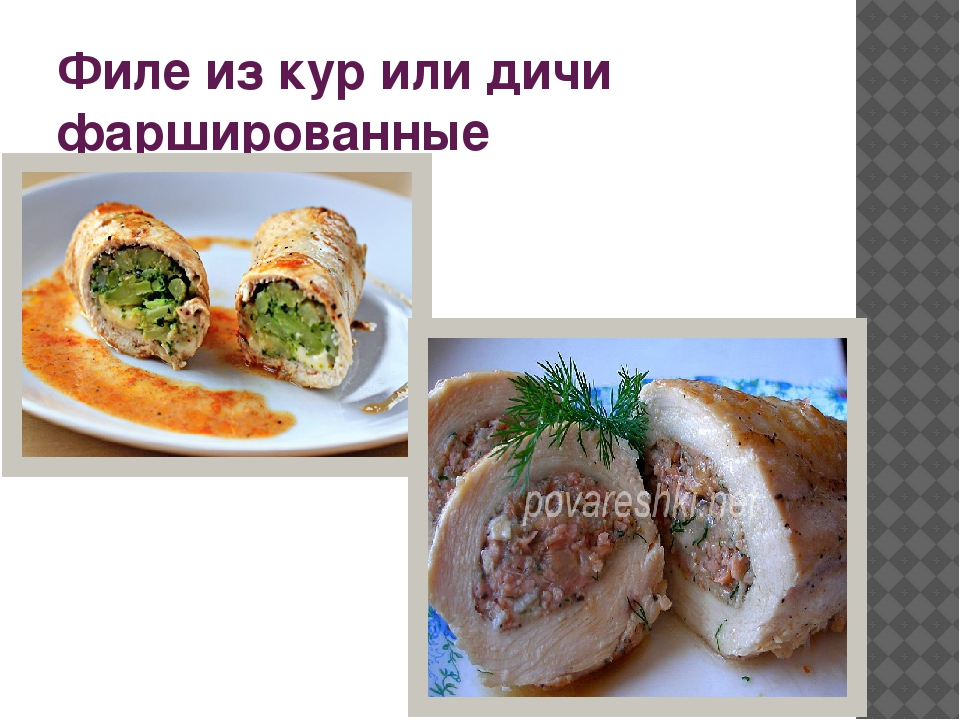 Филе из кур или дичи
фаршированные
povareshki.net